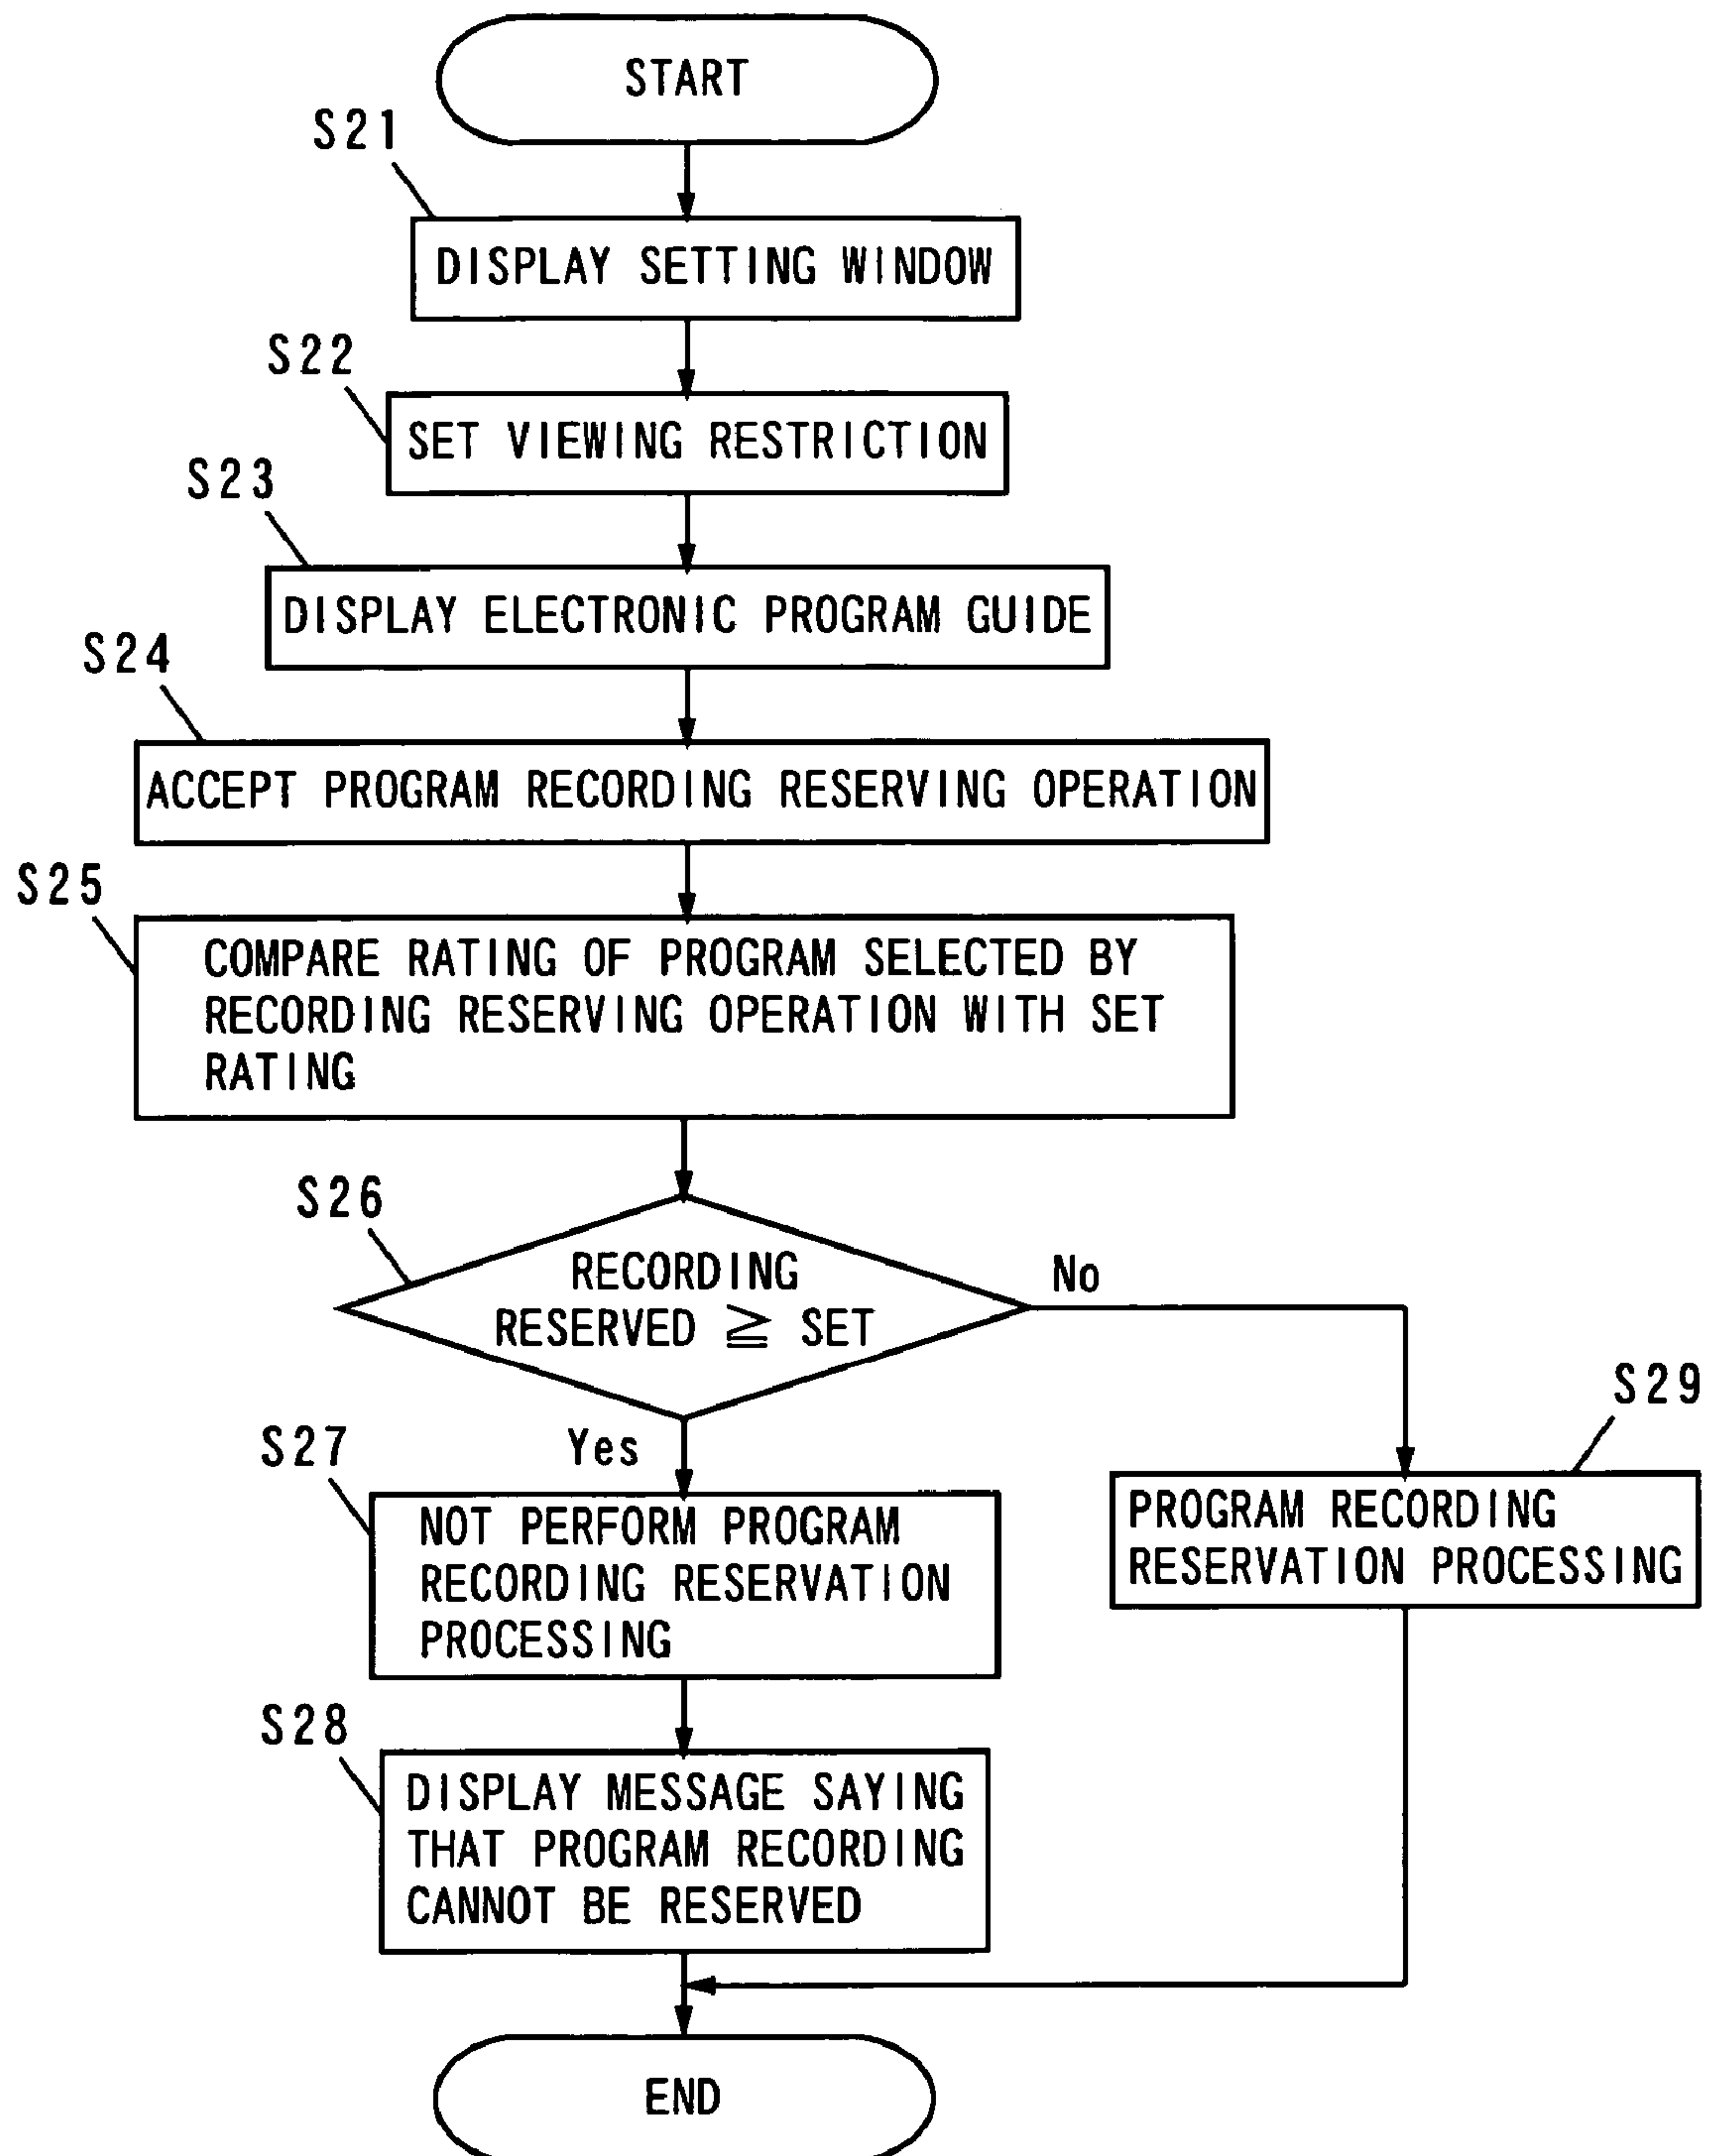 START
S21
DISPLAY SETTING WINDOW
S22
SET VIEWING RESTRICTION
S23
DISPLAY ELECTRONIC PROGRAM GUIDE
S24
ACCEPT PROGRAM RECORDING RESERVING OPERATION
S25
COMPARE RATING OF PROGRAM SELECTED BY
RECORDING RESERVING OPERATION WITH SET
RATING
S26
RECORDING
RESERVED ≧ SET
No
Yes
S27
NOT PERFORM PROGRAM
RECORDING RESERVATION
PROCESSING
S29
PROGRAM RECORDING
RESERVATION PROCESSING
S28
DISPLAY MESSAGE SAYING
THAT PROGRAM RECORDING
CANNOT BE RESERVED
END